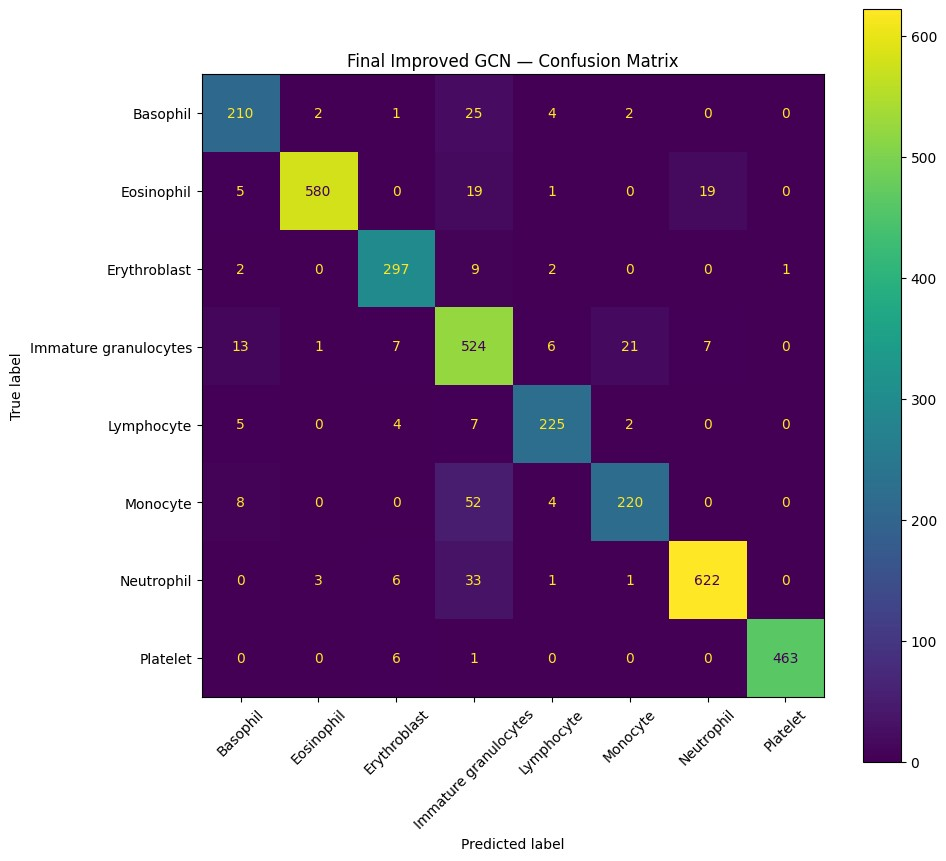 Final Improved GCN — Confusion Matrix
True label
Basophil 210 2 1 25 4 2 0 0
Eosinophil 5 580 0 19 1 0 19 0
Erythroblast 2 0 297 9 2 0 0 1
Immature granulocytes 13 1 7 524 6 21 7 0
Lymphocyte 5 0 4 7 225 2 0 0
Monocyte 8 0 0 52 4 220 0 0
Neutrophil 0 3 6 33 1 1 622 0
Platelet 0 0 6 1 0 0 0 463
Basophil Eosinophil Erythroblast Immature granulocytes Lymphocyte Monocyte Neutrophil Platelet
Predicted label
600
500
400
300
200
100
0